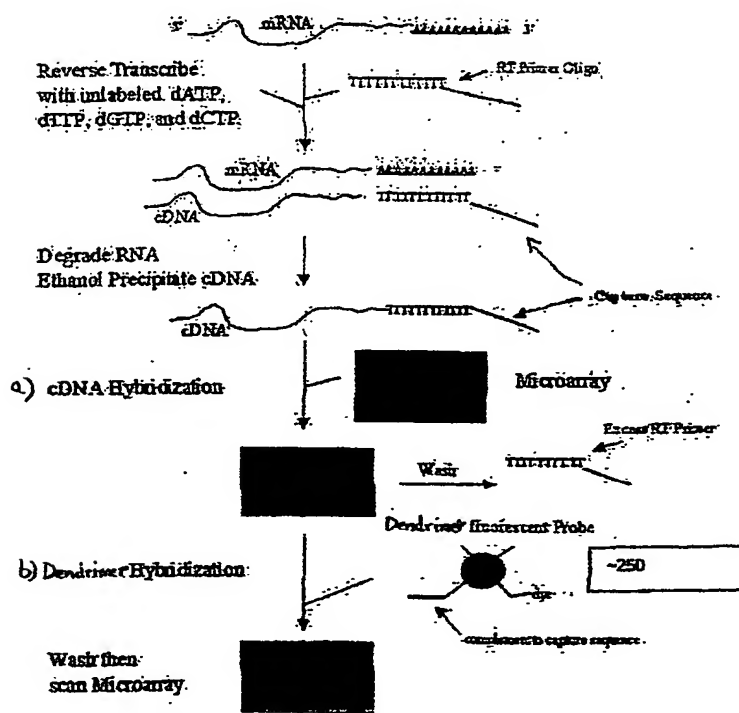 5' mRNA 3'
Reverse Transcribe
with unlabeled dATP,
dTTP, dGTP, and dCTP.
RT Primer Oligo
mRNA
cDNA
Degrade RNA
Ethanol Precipitate cDNA
Capture Sequence
cDNA
a) cDNA Hybridization
Microarray
Excess RT Primer
Wash
Dendrimer fluorescent Probe
b) Dendrimer Hybridization
~250
dye
complement to capture sequence
Wash then
scan Microarray